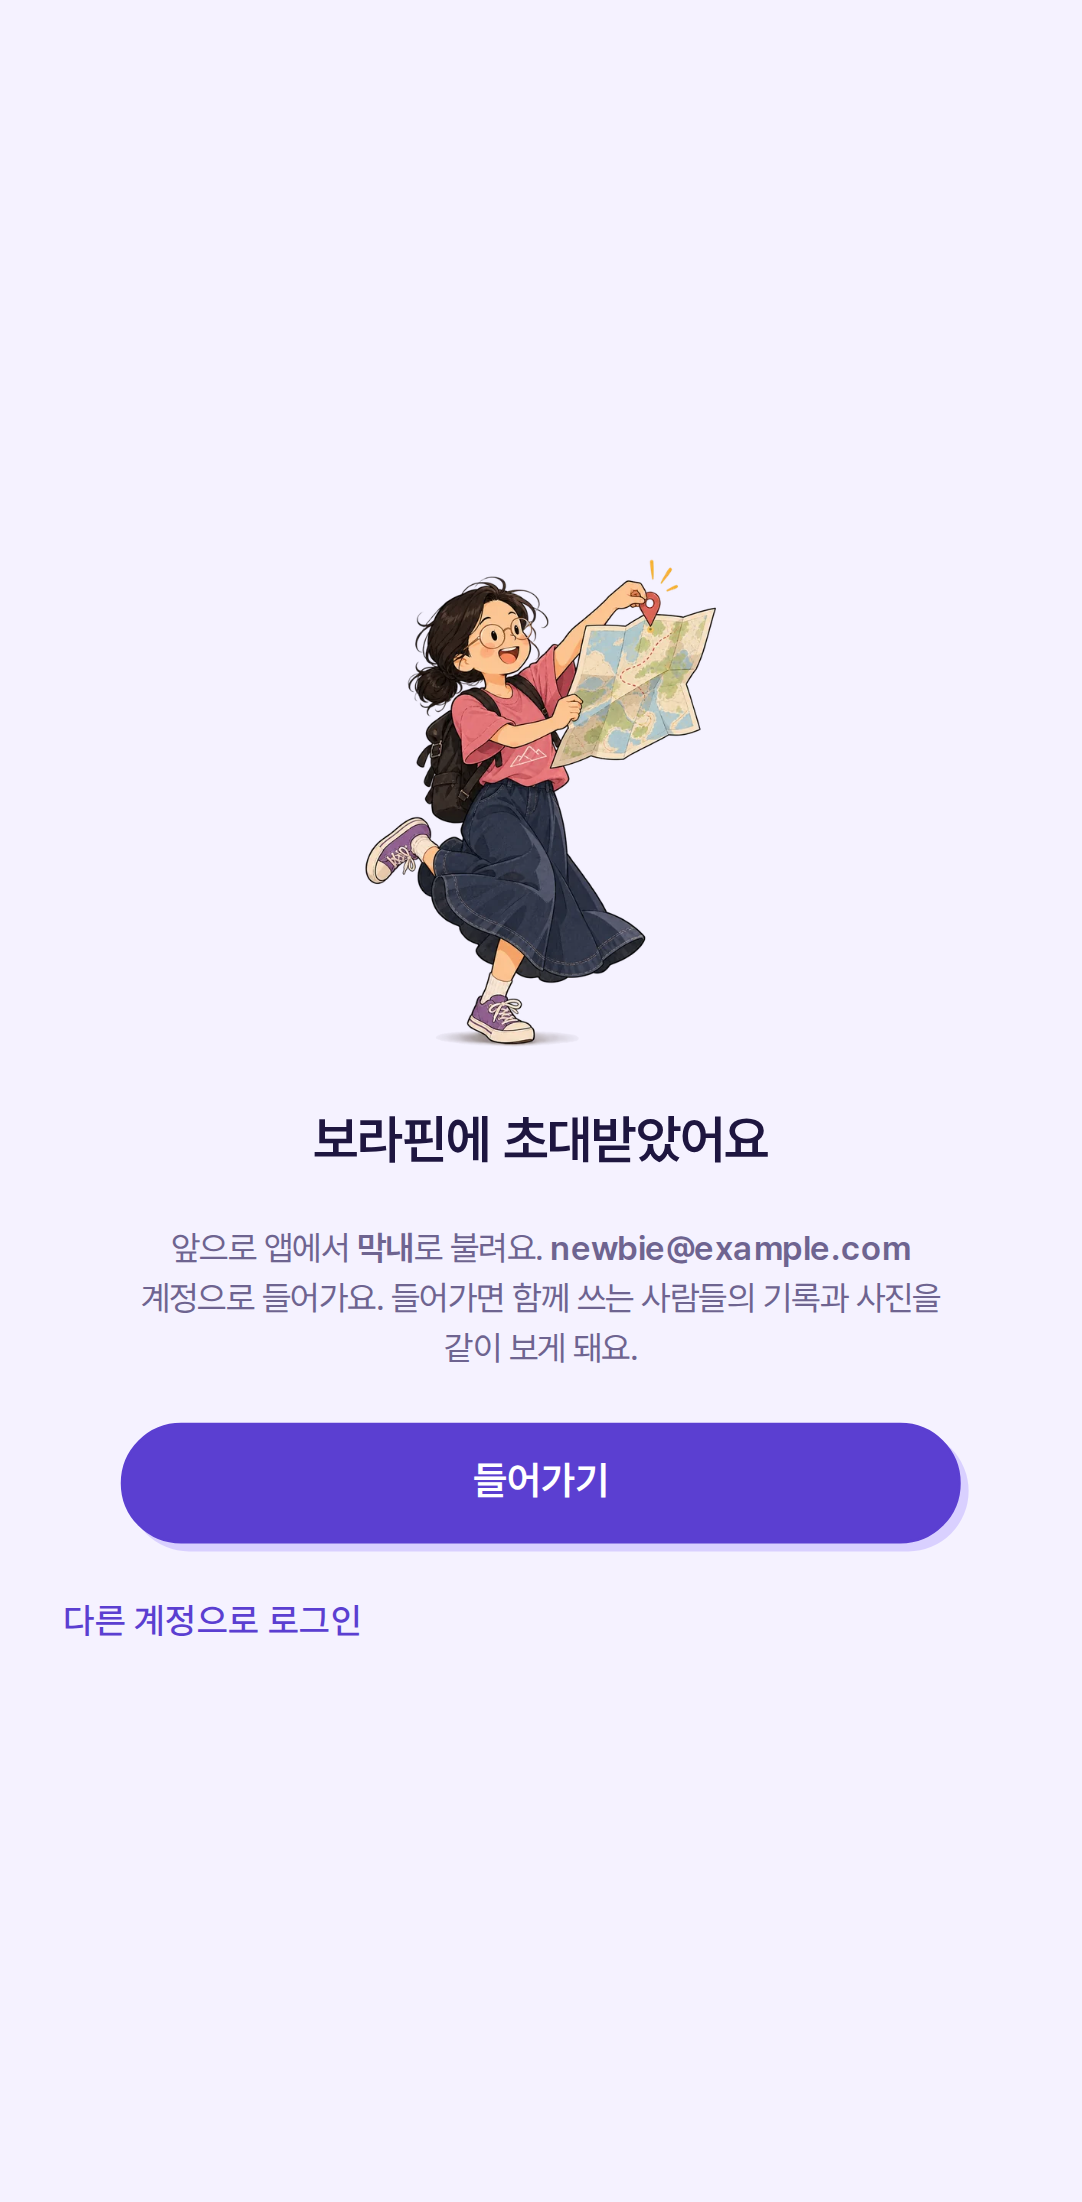 보라핀에 초대받았어요
앞으로 앱에서 막내로 불려요. newbie@example.com
계정으로 들어가요. 들어가면 함께 쓰는 사람들의 기록과 사진을
같이 보게 돼요.
들어가기
다른 계정으로 로그인